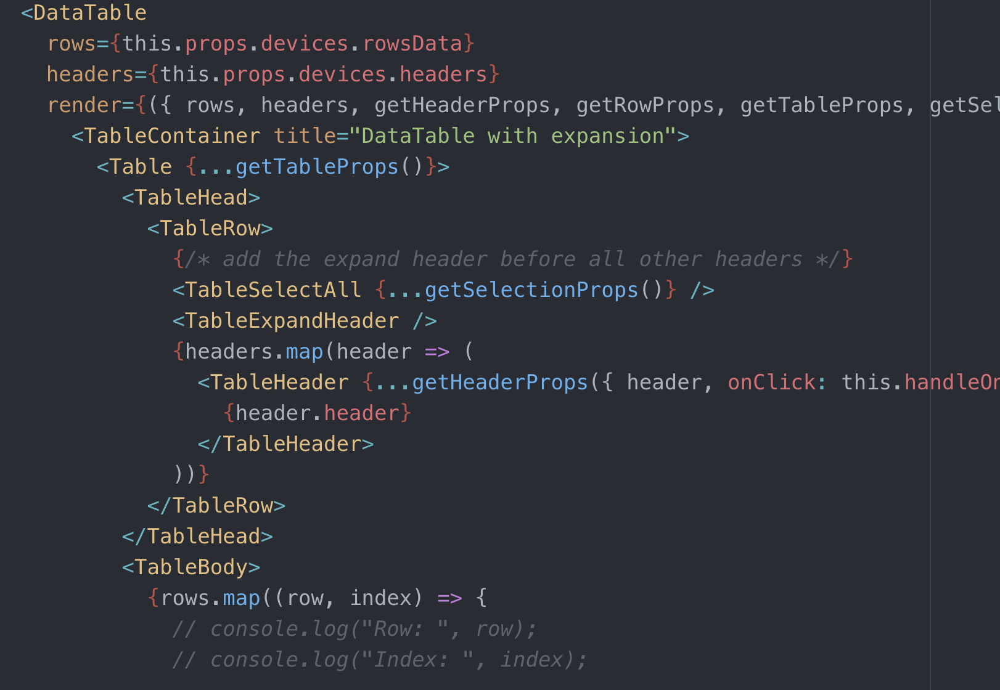 <DataTable
rows={this.props.devices.rowsData}
headers={this.props.devices.headers}
render={({ rows, headers, getHeaderProps, getRowProps, getTableProps, getSel
<TableContainer title="DataTable with expansion">
<Table {...getTableProps()}>
<TableHead>
<TableRow>
{/* add the expand header before all other headers */}
<TableSelectAll {...getSelectionProps()} />
<TableExpandHeader />
{headers.map(header => (
<TableHeader {...getHeaderProps({ header, onClick: this.handleOn
{header.header}
</TableHeader>
))}
</TableRow>
</TableHead>
<TableBody>
{rows.map((row, index) => {
// console.log("Row: ", row);
// console.log("Index: ", index);